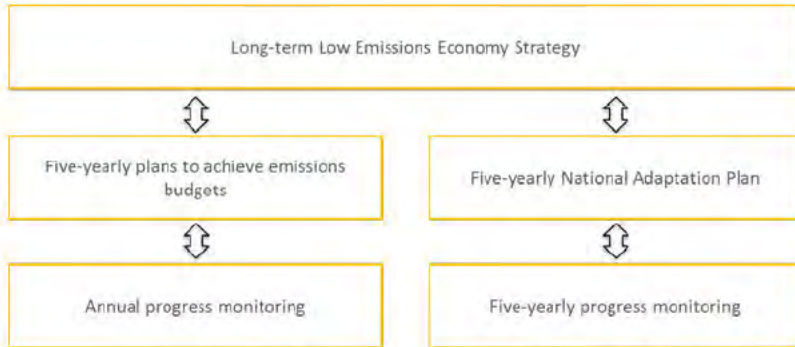 Long-term Low Emissions Economy Strategy
Five-yearly plans to achieve emissions
budgets
Five-yearly National Adaptation Plan
Annual progress monitoring
Five-yearly progress monitoring